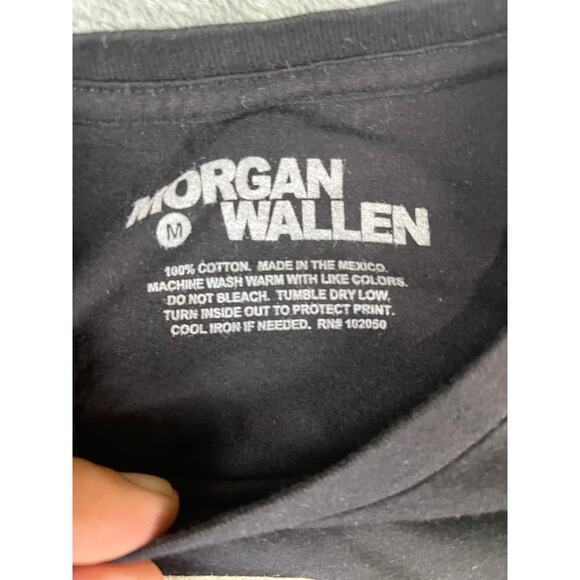 MORGAN
M WALLEN
100% COTTON. MADE IN THE MEXICO.
MACHINE WASH WARM WITH LIKE COLORS.
DO NOT BLEACH. TUMBLE DRY LOW.
TURN INSIDE OUT TO PROTECT PRINT.
COOL IRON IF NEEDED. RN# 102050